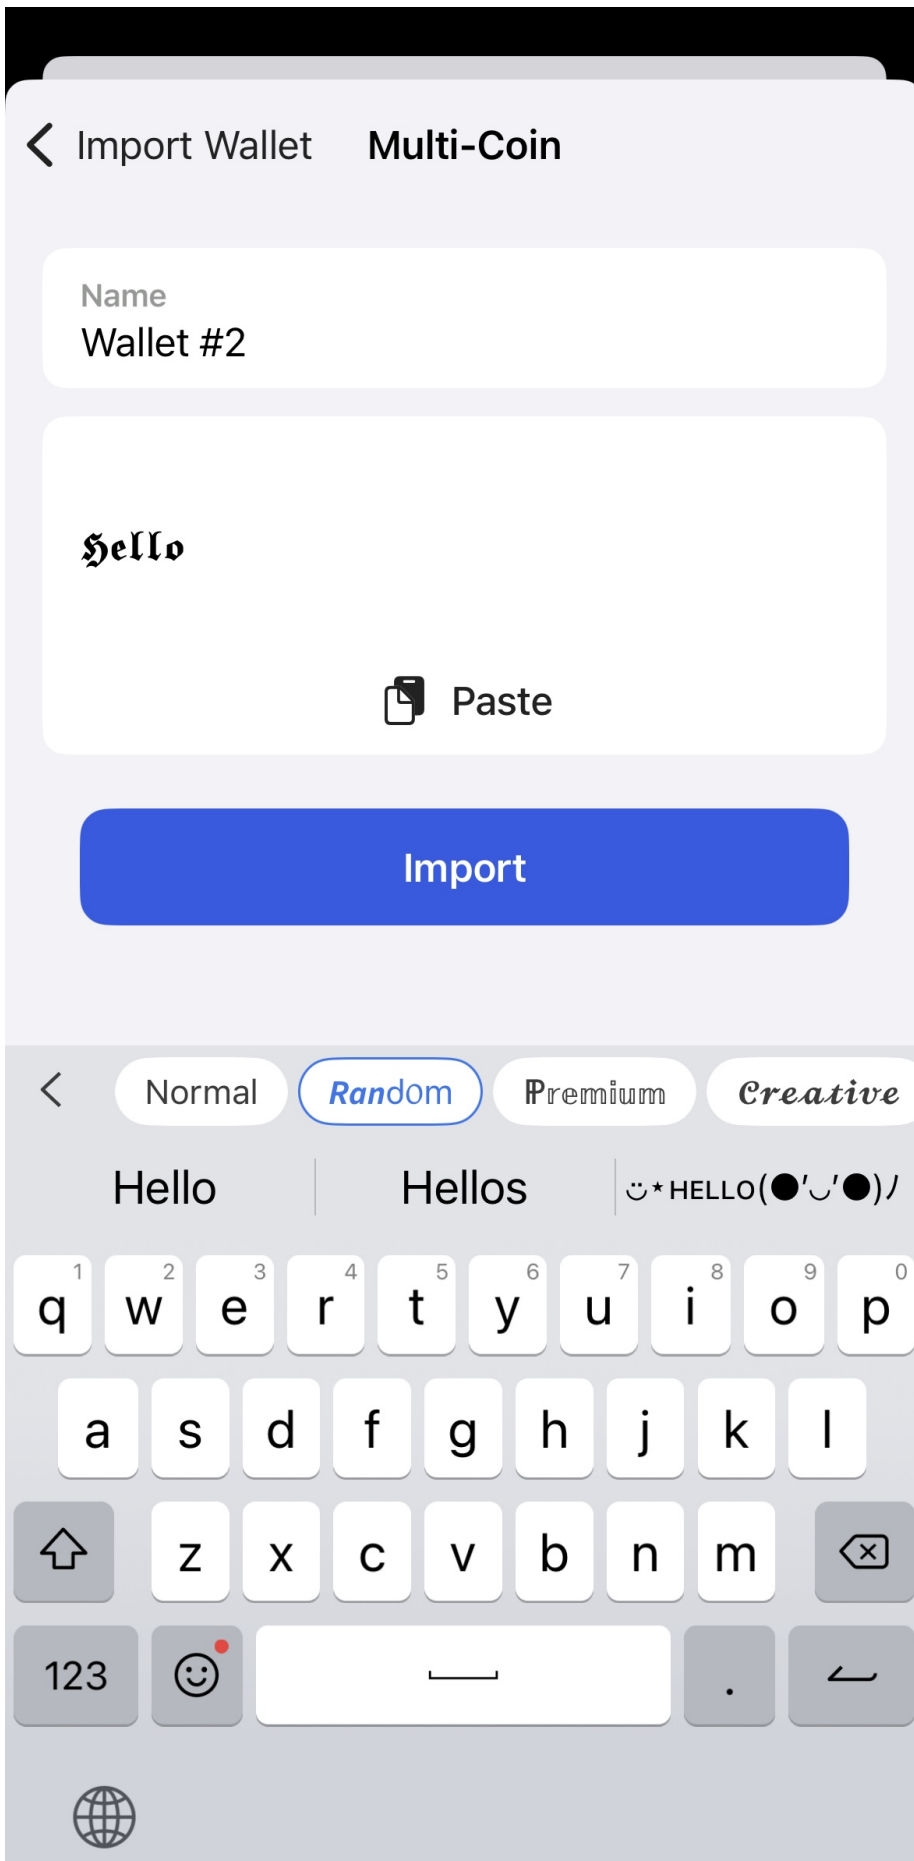 Import Wallet Multi-Coin
Name
Wallet #2
𝕳𝖊𝖑𝖑𝖔
Paste
Import
Normal 𝙍𝙖𝙣dom ℙ𝕣𝕖𝕞𝕚𝕦𝕞 𝓒𝓻𝓮𝓪𝓽𝓲𝓿𝓮
Hello Hellos ツ⋆HELLO(●'◡'●)ﾉ
1 2 3 4 5 6 7 8 9 0
q w e r t y u i o p
a s d f g h j k l
z x c v b n m
123 .